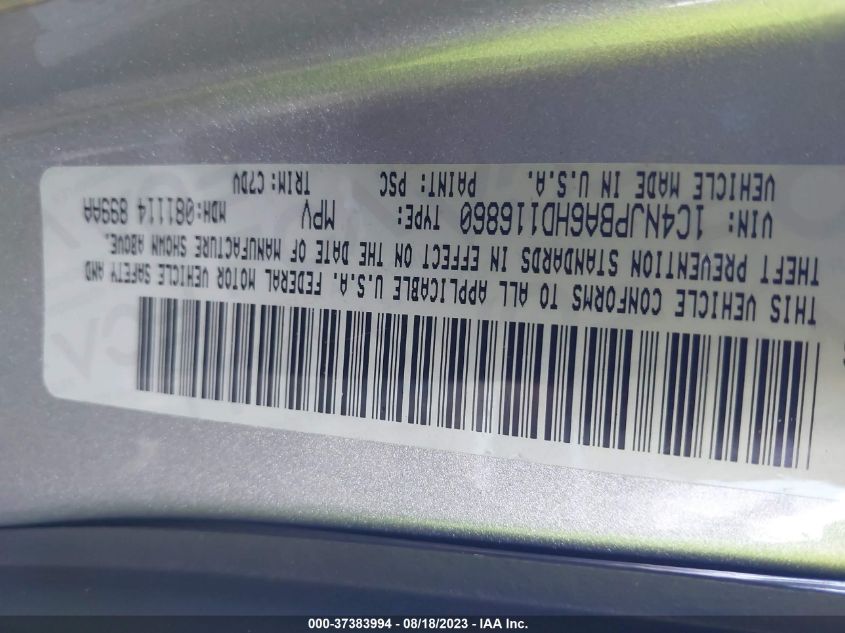 THIS VEHICLE CONFORMS TO ALL APPLICABLE U.S.A. FEDERAL MOTOR VEHICLE SAFETY AND
THEFT PREVENTION STANDARDS IN EFFECT ON THE DATE OF MANUFACTURE SHOWN ABOVE.
VIN: 1C4NJPBA6HD116860 TYPE: MPV MDH: 081114 899AA
VEHICLE MADE IN U.S.A. PAINT: PSC TRIM: C7DV
000-37383994 - 08/18/2023 - © IAA Inc.